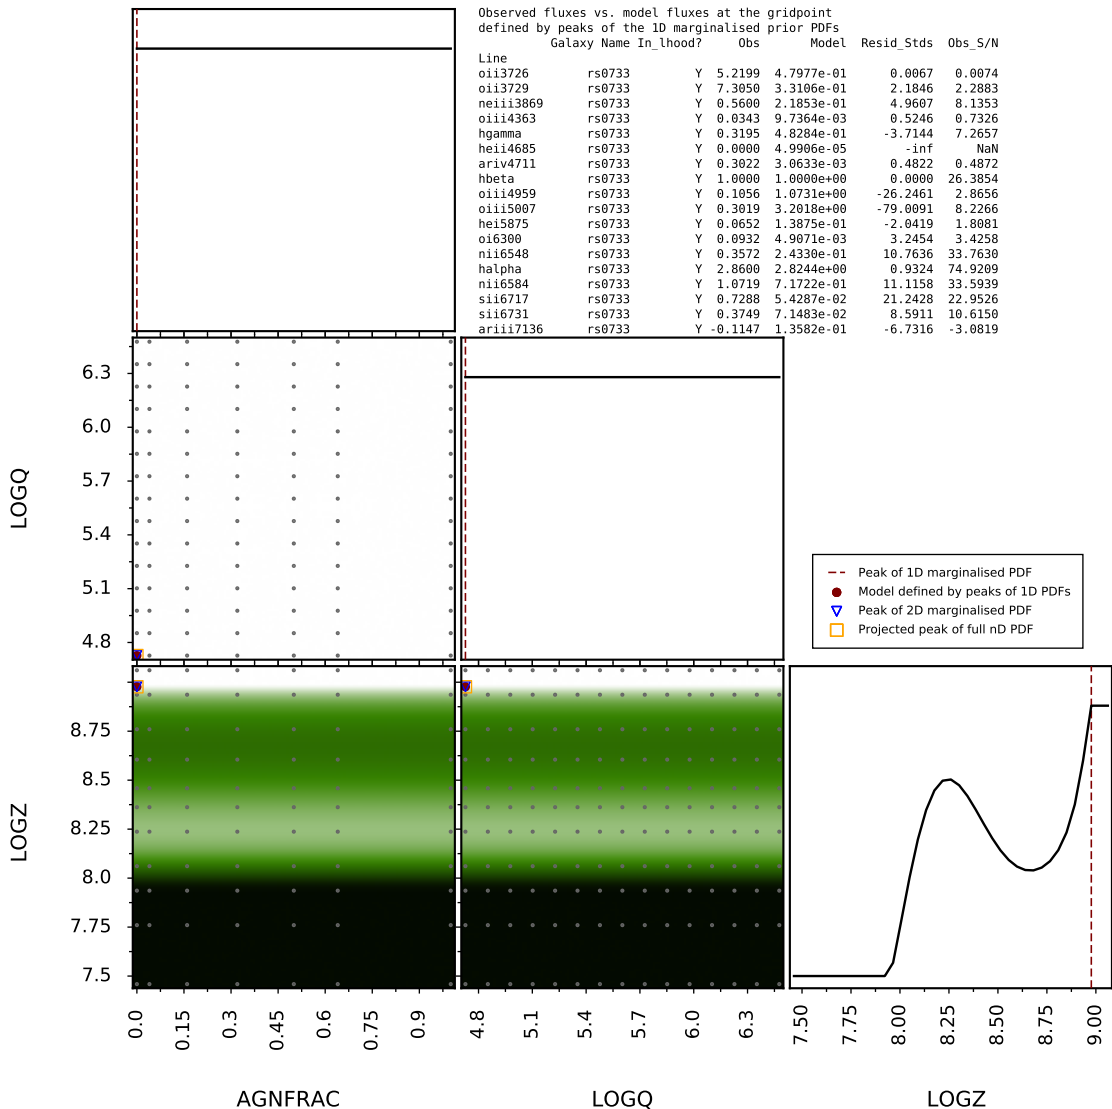 Observed fluxes vs. model fluxes at the gridpoint
defined by peaks of the 1D marginalised prior PDFs
Galaxy Name In_lhood? Obs Model Resid_Stds Obs_S/N
Line
oii3726 rs0733 Y 5.2199 4.7977e-01 0.0067 0.0074
oii3729 rs0733 Y 7.3050 3.3106e-01 2.1846 2.2883
neiii3869 rs0733 Y 0.5600 2.1853e-01 4.9607 8.1353
oiii4363 rs0733 Y 0.0343 9.7364e-03 0.5246 0.7326
hgamma rs0733 Y 0.3195 4.8284e-01 -3.7144 7.2657
heii4685 rs0733 Y 0.0000 4.9906e-05 -inf NaN
ariv4711 rs0733 Y 0.3022 3.0633e-03 0.4822 0.4872
hbeta rs0733 Y 1.0000 1.0000e+00 0.0000 26.3854
oiii4959 rs0733 Y 0.1056 1.0731e+00 -26.2461 2.8656
oiii5007 rs0733 Y 0.3019 3.2018e+00 -79.0091 8.2266
hei5875 rs0733 Y 0.0652 1.3875e-01 -2.0419 1.8081
oi6300 rs0733 Y 0.0932 4.9071e-03 3.2454 3.4258
nii6548 rs0733 Y 0.3572 2.4330e-01 10.7636 33.7630
halpha rs0733 Y 2.8600 2.8244e+00 0.9324 74.9209
nii6584 rs0733 Y 1.0719 7.1722e-01 11.1158 33.5939
sii6717 rs0733 Y 0.7288 5.4287e-02 21.2428 22.9526
sii6731 rs0733 Y 0.3749 7.1483e-02 8.5911 10.6150
ariii7136 rs0733 Y -0.1147 1.3582e-01 -6.7316 -3.0819
6.3
6.0
5.7
5.4
5.1
4.8
LOGQ
Peak of 1D marginalised PDF
Model defined by peaks of 1D PDFs
Peak of 2D marginalised PDF
Projected peak of full nD PDF
8.75
8.5
8.25
8.0
7.75
7.5
LOGZ
0.0 0.15 0.3 0.45 0.6 0.75 0.9
4.8 5.1 5.4 5.7 6.0 6.3
7.50 7.75 8.00 8.25 8.50 8.75 9.00
AGNFRAC LOGQ LOGZ